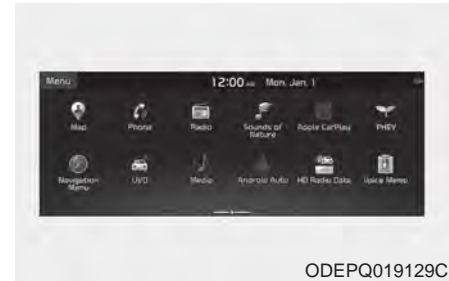 Menu 12:00 AM Mon, Jan. 1
Map Phone Radio Sounds of Nature Apple CarPlay PHEV
Navigation Menu UVO Media Android Auto HD Radio Data Voice Memo
ODEPQ019129C